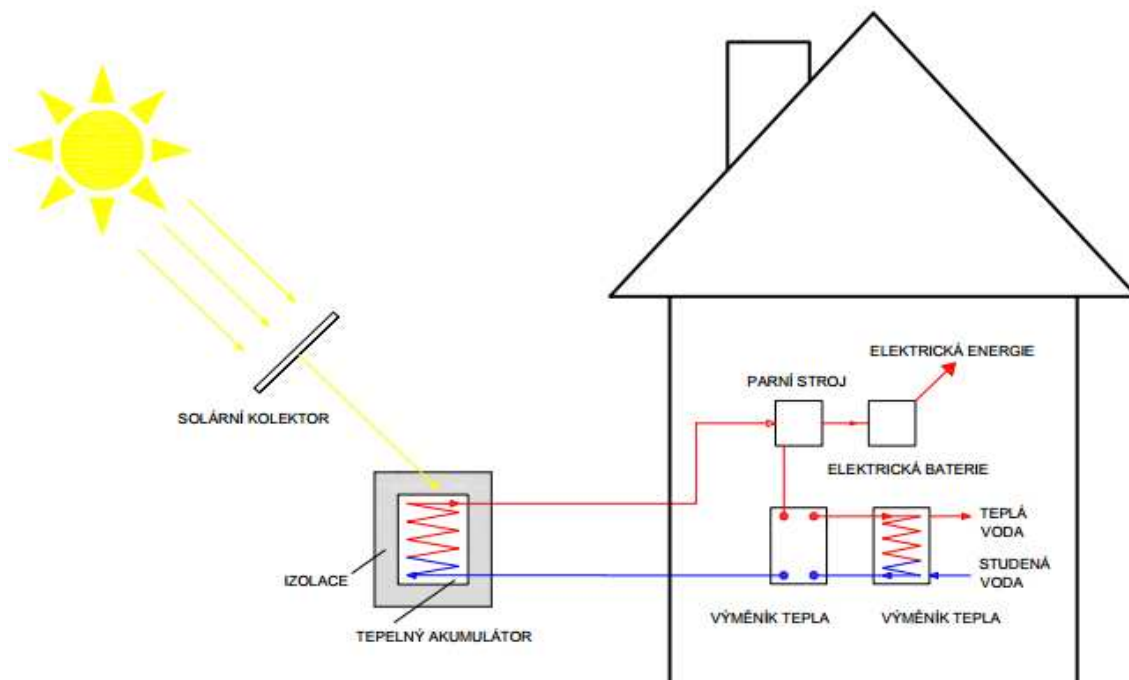 ELEKTRICKÁ ENERGIE
PARNÍ STROJ
SOLÁRNÍ KOLEKTOR
ELEKTRICKÁ BATERIE
TEPLÁ
VODA
STUDENÁ
VODA
IZOLACE
TEPELNÝ AKUMULÁTOR
VÝMĚNÍK TEPLA
VÝMĚNÍK TEPLA